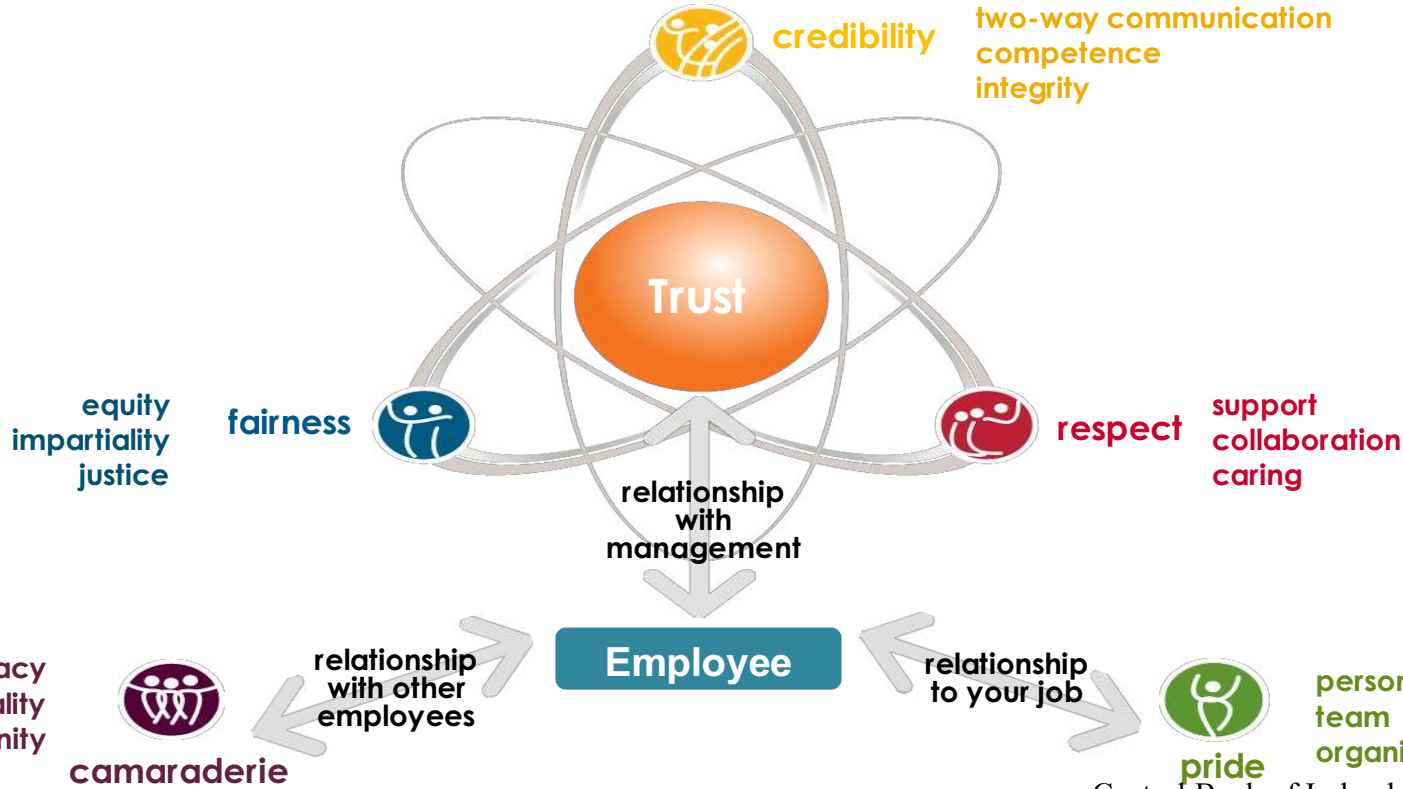 two-way communication
credibility
competence
integrity
Trust
equity
fairness
impartiality
justice
respect
support
collaboration
caring
relationship
with
management
Employee
relationship
with other
employees
relationship
to your job
team
camaraderie
pride